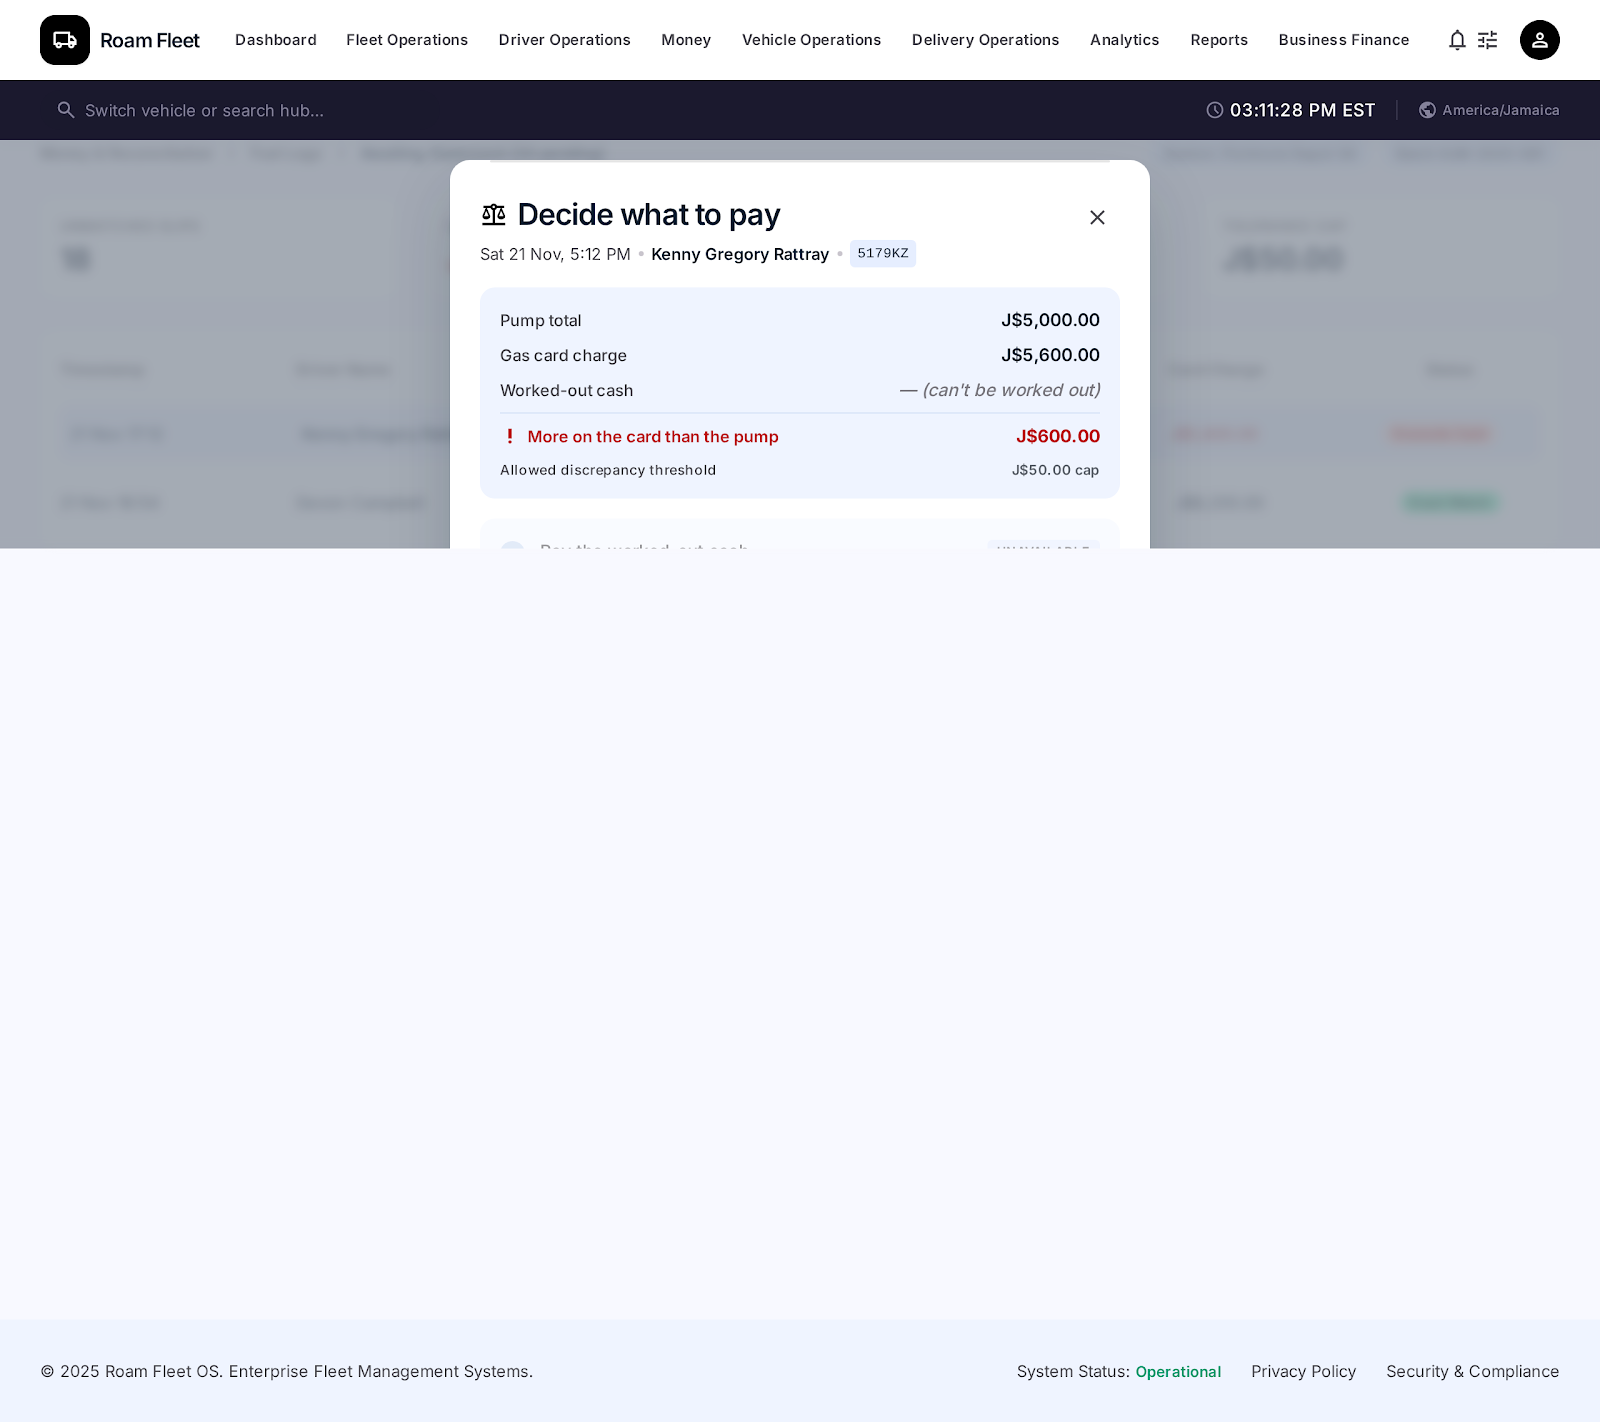 Roam Fleet
Dashboard
Fleet Operations
Driver Operations
Money
Vehicle Operations
Delivery Operations
Analytics
Reports
Business Finance
Switch vehicle or search hub...
03:11:28 PM EST
America/Jamaica
Decide what to pay
Sat 21 Nov, 5:12 PM • Kenny Gregory Rattray • 5179KZ
Pump total J$5,000.00
Gas card charge J$5,600.00
Worked-out cash — (can't be worked out)
! More on the card than the pump J$600.00
Allowed discrepancy threshold J$50.00 cap
© 2025 Roam Fleet OS. Enterprise Fleet Management Systems.
System Status: Operational
Privacy Policy
Security & Compliance